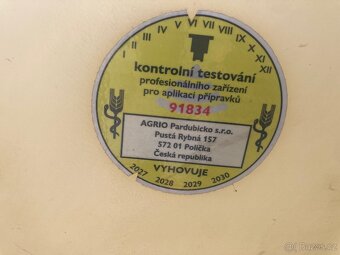 I II III IV V VI VII VIII IX X XI XII
kontrolní testování
profesionálního zařízení
pro aplikaci přípravků
91834
AGRIO Pardubicko s.r.o.
Pustá Rybná 157
572 01 Polička
Česká republika
VYHOVUJE
2027 2028 2029 2030